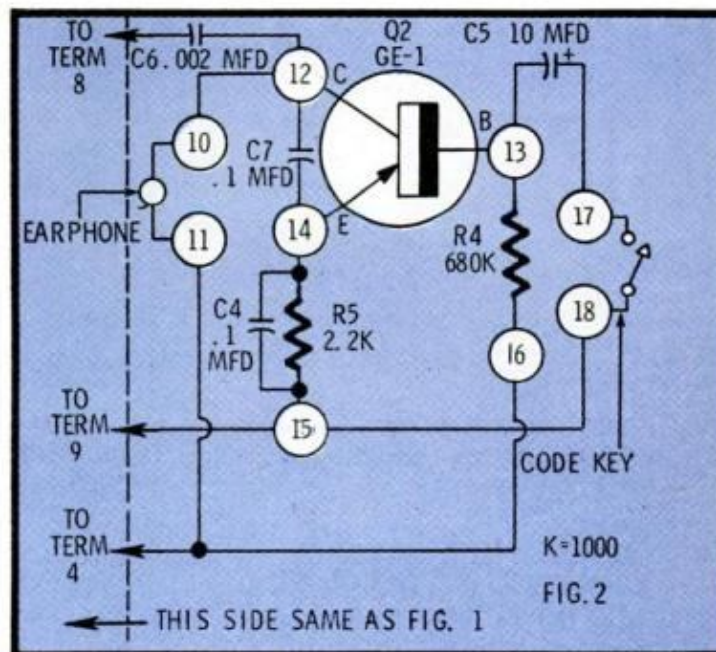 TO
TERM
8
C6 .002 MFD
Q2
GE-1
C5 10 MFD
12
C
B
13
10
C7
.1 MFD
EARPHONE
11
14
E
R4
680K
17
18
C4
.1
MFD
R5
2.2K
16
TO
TERM
9
15
CODE KEY
TO
TERM
4
K=1000
FIG. 2
THIS SIDE SAME AS FIG. 1